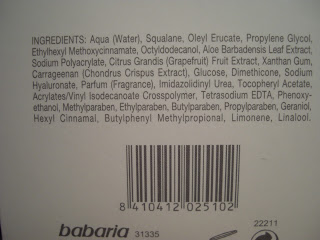 INGREDIENTS: Aqua (Water), Squalane, Oleyl Erucate, Propylene Glycol,
Ethylhexyl Methoxycinnamate, Octyldodecanol, Aloe Barbadensis Leaf Extract,
Sodium Polyacrylate, Citrus Grandis (Grapefruit) Fruit Extract, Xanthan Gum,
Carrageenan (Chondrus Crispus Extract), Glucose, Dimethicone, Sodium
Hyaluronate, Parfum (Fragrance), Imidazolidinyl Urea, Tocopheryl Acetate,
Acrylates/Vinyl Isodecanoate Crosspolymer, Tetrasodium EDTA, Phenoxy-
ethanol, Methylparaben, Ethylparaben, Butylparaben, Propylparaben, Geraniol,
Hexyl Cinnamal, Butylphenyl Methylpropional, Limonene, Linalool.
8 410412 025102
22211
babaria 31335